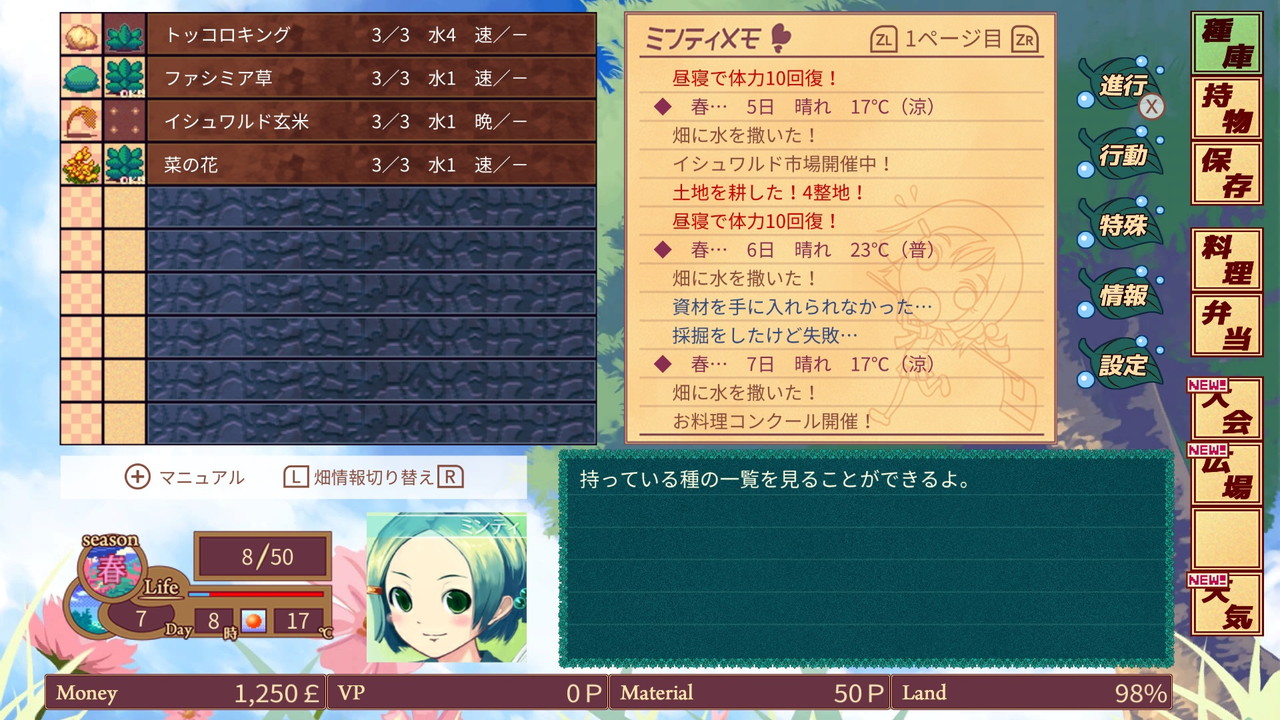 トッコロキング 3／3 水4 速／ー
ファシミア草 3／3 水1 速／ー
イシュワルド玄米 3／3 水1 晩／ー
菜の花 3／3 水1 速／ー
OK!
OK!
OK!
マニュアル
L 畑情報切り替え R
ミンティメモ
ZL 1ページ目 ZR
昼寝で体力10回復！
◆ 春… 5日 晴れ 17℃（涼）
畑に水を撒いた！
イシュワルド市場開催中！
土地を耕した！4整地！
昼寝で体力10回復！
◆ 春… 6日 晴れ 23℃（普）
畑に水を撒いた！
資材を手に入れられなかった…
採掘をしたけど失敗…
◆ 春… 7日 晴れ 17℃（涼）
畑に水を撒いた！
お料理コンクール開催！
進行
X
行動
特殊
情報
設定
種庫
持物
保存
料理
弁当
NEW!!
大会
NEW!!
広場
NEW!!
天気
持っている種の一覧を見ることができるよ。
season
春
8/50
Life
7 Day 8 時 17 ℃
ミンティ
Money 1,250￡
VP 0P
Material 50P
Land 98%